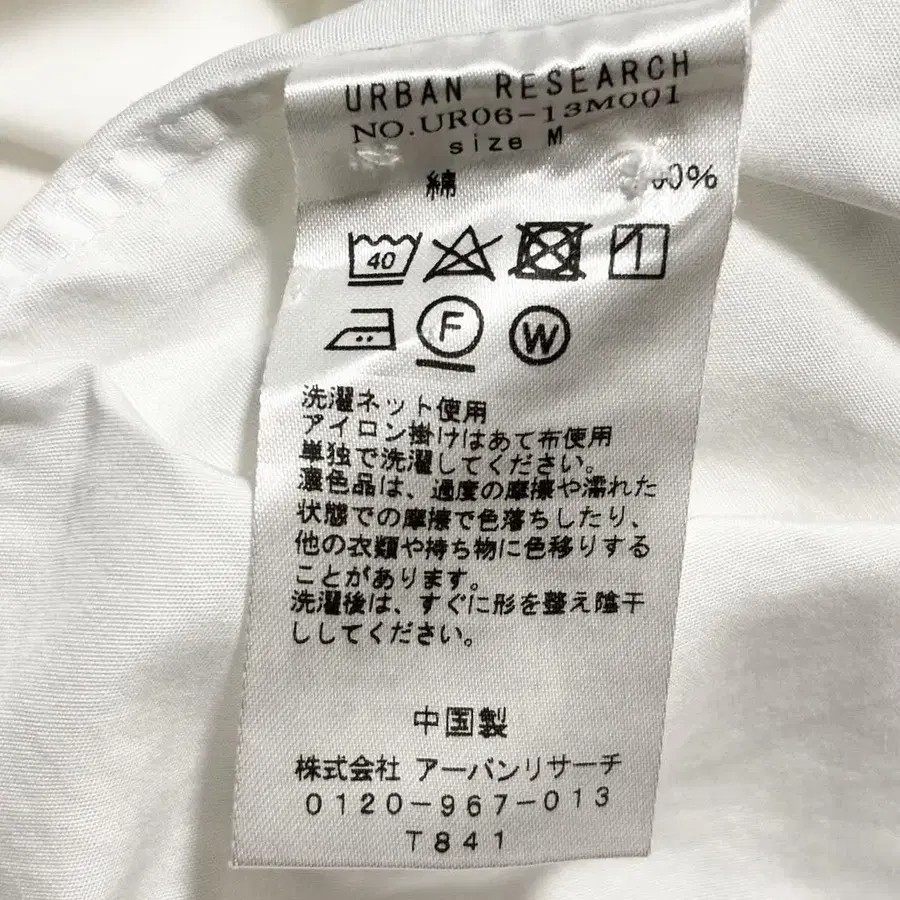 URBAN RESEARCH
NO.UR06-13M001
size M
綿 100%
40
F
W
洗濯ネット使用
アイロン掛けはあて布使用
単独で洗濯してください。
濃色品は、過度の摩擦や濡れた
状態での摩擦で色落ちしたり、
他の衣類や持ち物に色移りする
ことがあります。
洗濯後は、すぐに形を整え陰干
ししてください。
中国製
株式会社 アーバンリサーチ
0120-967-013
T841